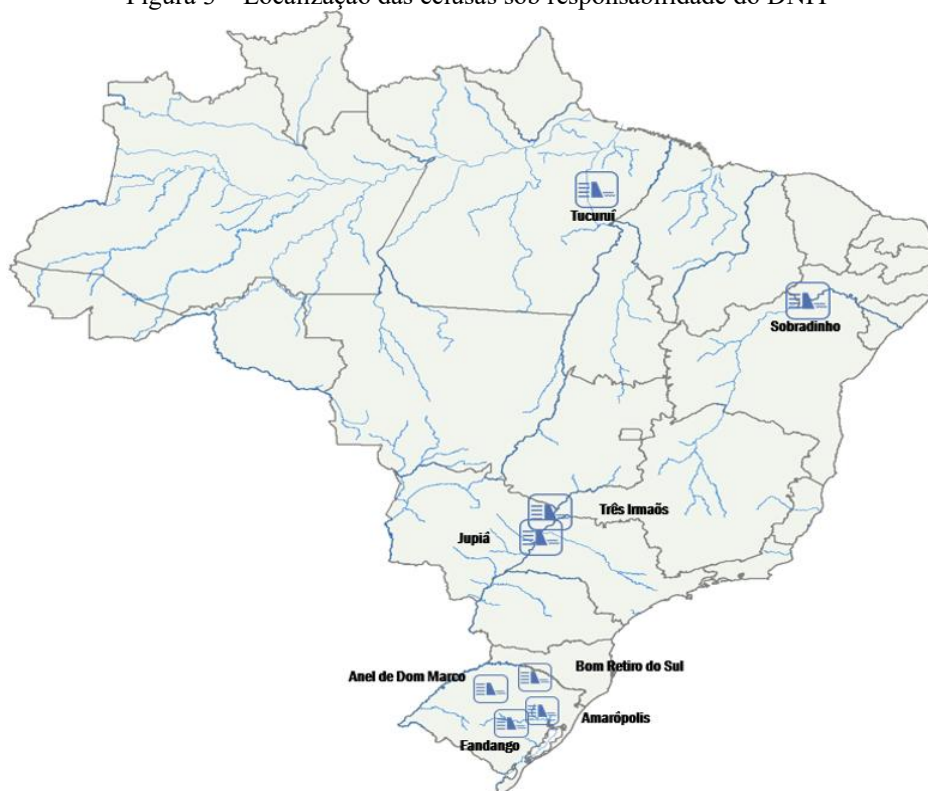 Figura 3 – Localização das eclusas sob responsabilidade do DNIT
Tucuruí
Sobradinho
Três Irmaõs
Jupiá
Bom Retiro do Sul
Anel de Dom Marco
Amarópolis
Fandango